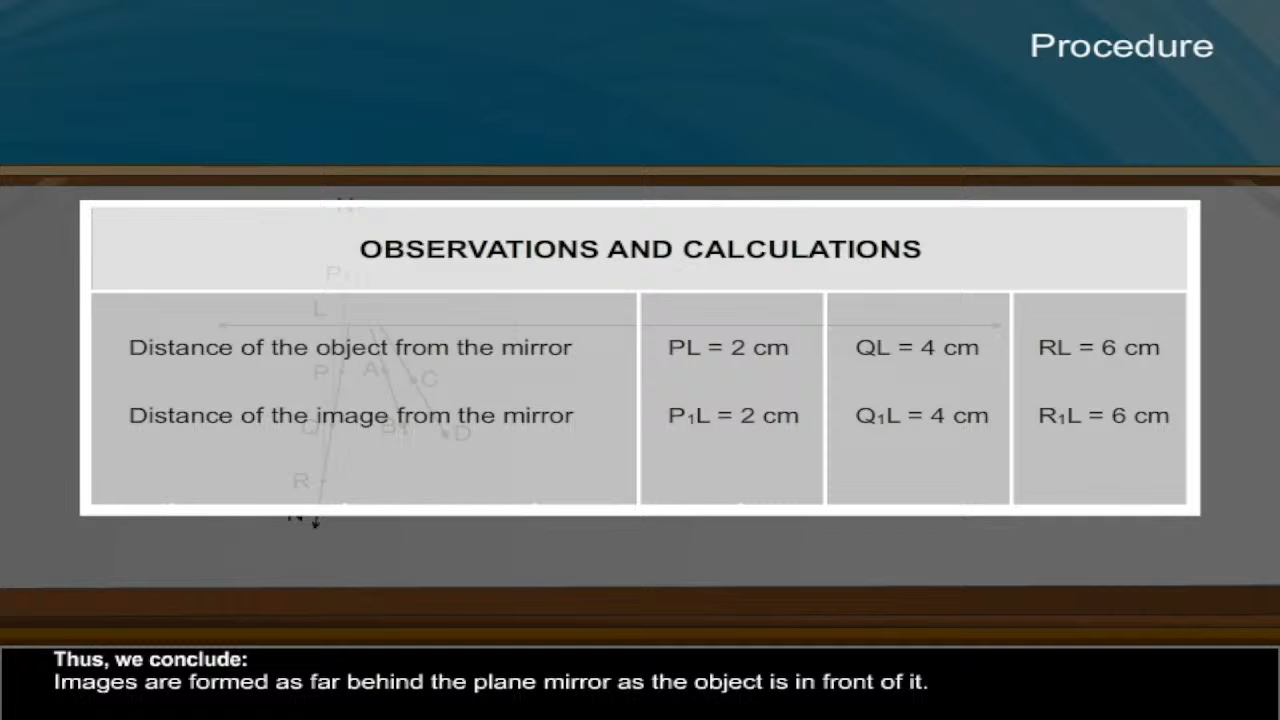 Procedure
OBSERVATIONS AND CALCULATIONS
Distance of the object from the mirror PL = 2 cm QL = 4 cm RL = 6 cm
Distance of the image from the mirror P₁L = 2 cm Q₁L = 4 cm R₁L = 6 cm
N
P₁
L
P A C
Q B D
R
N
Thus, we conclude:
Images are formed as far behind the plane mirror as the object is in front of it.